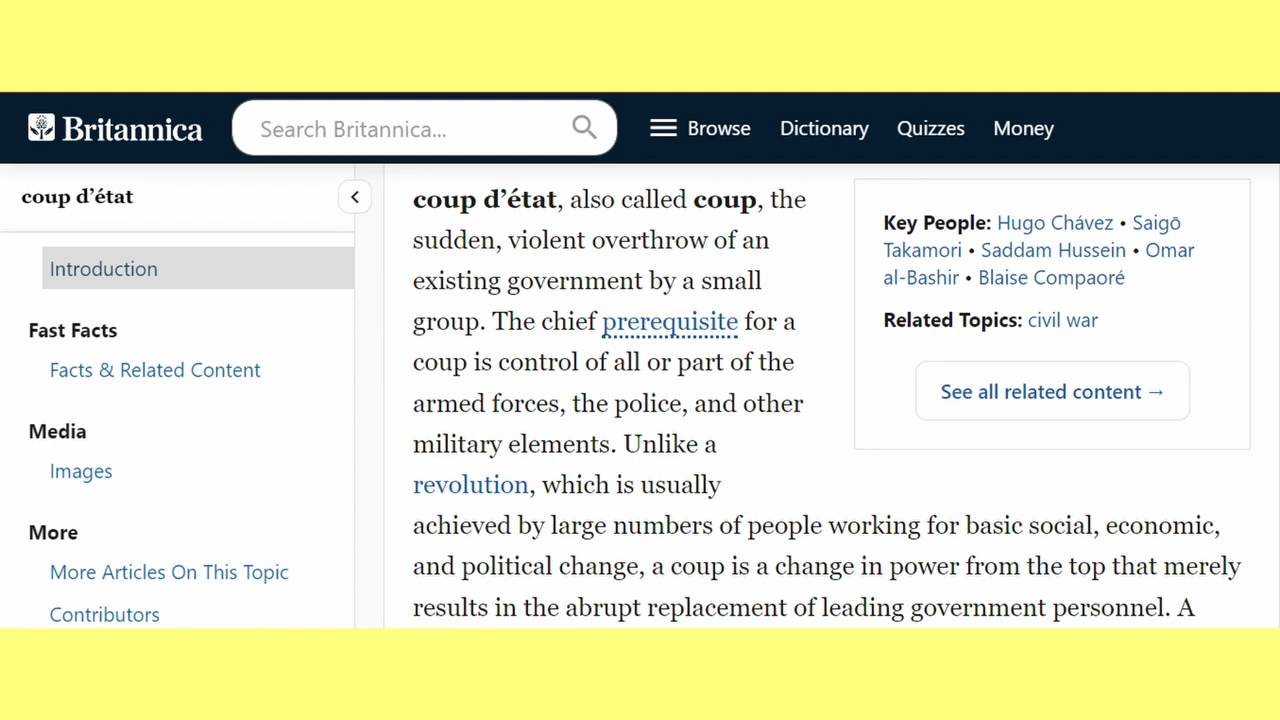 Britannica
Search Britannica...
Browse
Dictionary
Quizzes
Money
coup d’état
Introduction
Fast Facts
Facts & Related Content
Media
Images
More
More Articles On This Topic
Contributors
coup d’état, also called coup, the
sudden, violent overthrow of an
existing government by a small
group. The chief prerequisite for a
coup is control of all or part of the
armed forces, the police, and other
military elements. Unlike a
revolution, which is usually
achieved by large numbers of people working for basic social, economic,
and political change, a coup is a change in power from the top that merely
results in the abrupt replacement of leading government personnel. A
Key People: Hugo Chávez • Saigō
Takamori • Saddam Hussein • Omar
al-Bashir • Blaise Compaoré
Related Topics: civil war
See all related content →